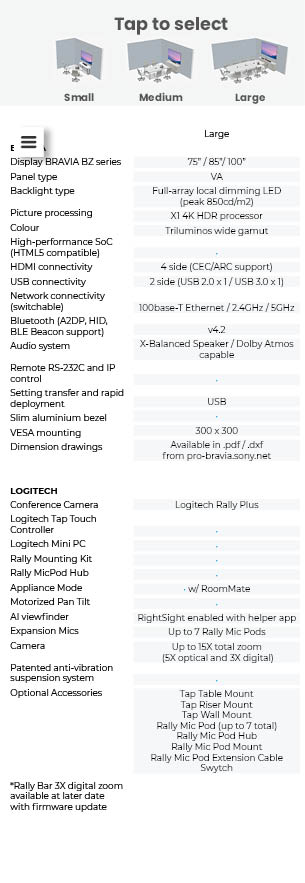 Tap to select
Small Medium Large
Large
Display BRAVIA BZ series 75” / 85”/ 100”
Panel type VA
Backlight type Full-array local dimming LED
(peak 850cd/m2)
Picture processing X1 4K HDR processor
Colour Triluminos wide gamut
High-performance SoC
(HTML5 compatible) •
HDMI connectivity 4 side (CEC/ARC support)
USB connectivity 2 side (USB 2.0 x 1 / USB 3.0 x 1)
Network connectivity
(switchable) 100base-T Ethernet / 2.4GHz / 5GHz
Bluetooth (A2DP, HID,
BLE Beacon support) v4.2
Audio system X-Balanced Speaker / Dolby Atmos
capable
Remote RS-232C and IP
control •
Setting transfer and rapid
deployment USB
Slim aluminium bezel •
VESA mounting 300 x 300
Dimension drawings Available in .pdf / .dxf
from pro-bravia.sony.net
LOGITECH
Conference Camera Logitech Rally Plus
Logitech Tap Touch
Controller •
Logitech Mini PC •
Rally Mounting Kit •
Rally MicPod Hub •
Appliance Mode • w/ RoomMate
Motorized Pan Tilt •
AI viewfinder RightSight enabled with helper app
Expansion Mics Up to 7 Rally Mic Pods
Camera Up to 15X total zoom
(5X optical and 3X digital)
Patented anti-vibration
suspension system •
Optional Accessories Tap Table Mount
Tap Riser Mount
Tap Wall Mount
Rally Mic Pod (up to 7 total)
Rally Mic Pod Hub
Rally Mic Pod Mount
Rally Mic Pod Extension Cable
Swytch
*Rally Bar 3X digital zoom
available at later date
with firmware update